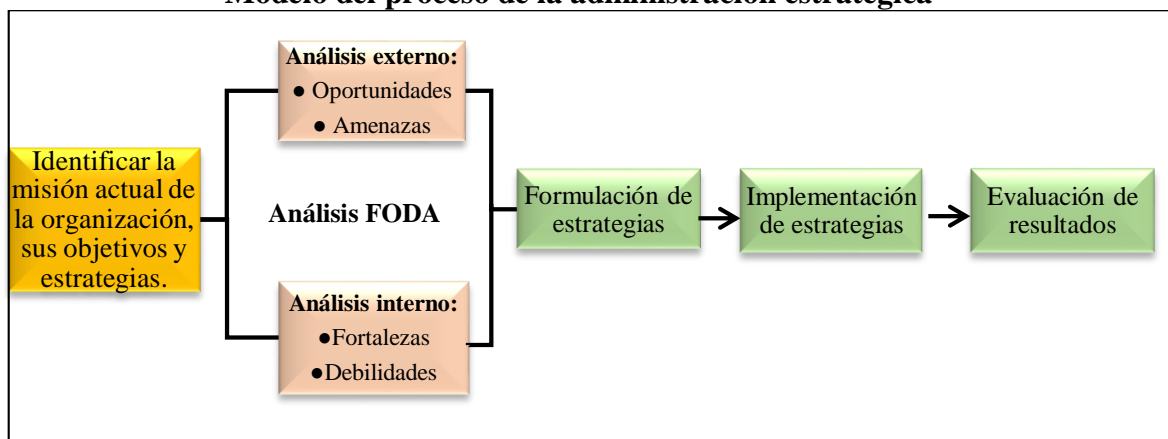 Modelo del proceso de la administración estratégica
Identificar la
misión actual de
la organización,
sus objetivos y
estrategias.
Análisis externo:
● Oportunidades
● Amenazas
Análisis FODA
Análisis interno:
●Fortalezas
●Debilidades
Formulación de
estrategias
Implementación
de estrategias
Evaluación de
resultados